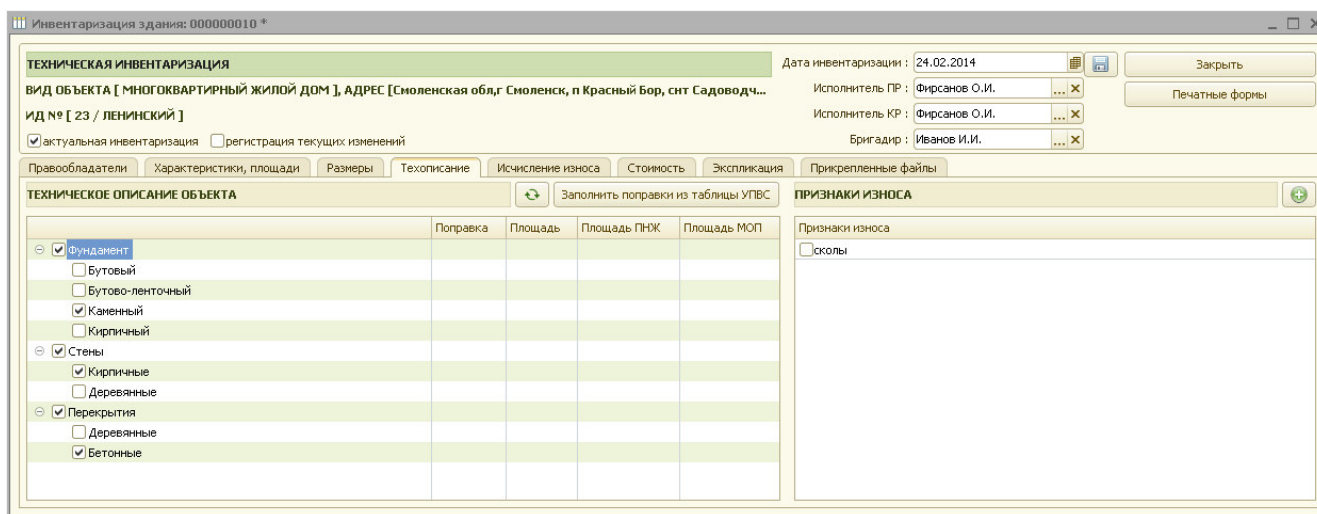 Инвентаризация здания: 000000010 *
ТЕХНИЧЕСКАЯ ИНВЕНТАРИЗАЦИЯ
Дата инвентаризации : 24.02.2014
Закрыть
ВИД ОБЪЕКТА [ МНОГОКВАРТИРНЫЙ ЖИЛОЙ ДОМ ], АДРЕС [Смоленская обл,г Смоленск, п Красный Бор, снт Садоводч...
Исполнитель ПР : Фирсанов О.И. ...
Печатные формы
ИД № [ 23 / ЛЕНИНСКИЙ ]
Исполнитель КР : Фирсанов О.И. ...
актуальная инвентаризация регистрация текущих изменений
Бригадир : Иванов И.И. ...
Правообладатели Характеристики, площади Размеры Техописание Исчисление износа Стоимость Экспликация Прикрепленные файлы
ТЕХНИЧЕСКОЕ ОПИСАНИЕ ОБЪЕКТА Заполнить поправки из таблицы УПВС ПРИЗНАКИ ИЗНОСА
Поправка Площадь Площадь ПНЖ Площадь МОП Признаки износа
Фундамент
сколы
Бутовый
Бутово-ленточный
Каменный
Кирпичный
Стены
Кирпичные
Деревянные
Перекрытия
Деревянные
Бетонные